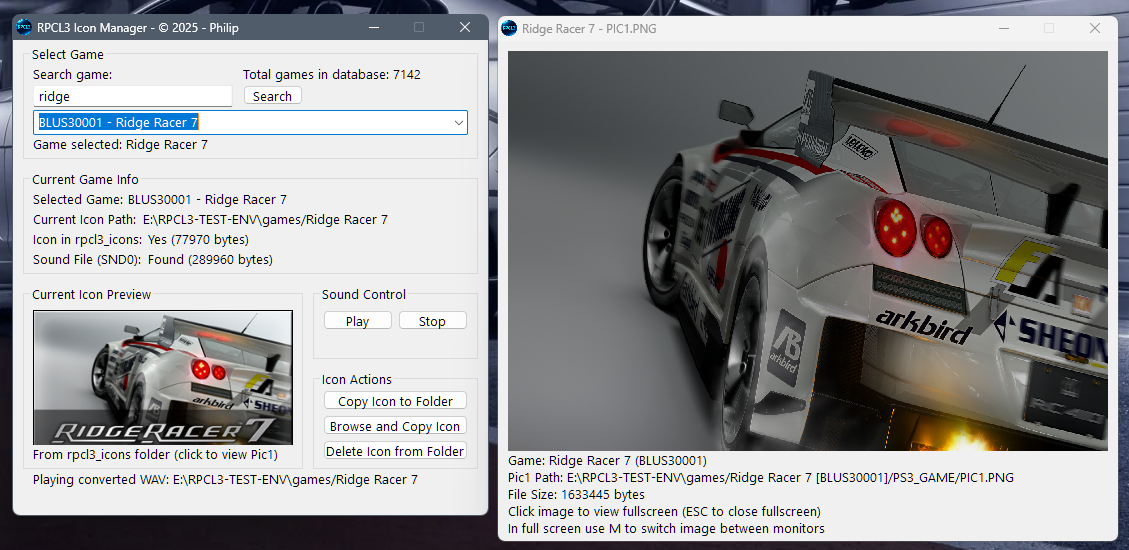 RPCL3 Icon Manager - © 2025 - Philip
Select Game
Search game:
Total games in database: 7142
ridge
Search
BLUS30001 - Ridge Racer 7
Game selected: Ridge Racer 7
Current Game Info
Selected Game: BLUS30001 - Ridge Racer 7
Current Icon Path: E:\RPCL3-TEST-ENV\games/Ridge Racer 7
Icon in rpcl3_icons: Yes (77970 bytes)
Sound File (SND0): Found (289960 bytes)
Current Icon Preview
arkbird
RIDGE RACER 7
From rpcl3_icons folder (click to view Pic1)
Sound Control
Play
Stop
Icon Actions
Copy Icon to Folder
Browse and Copy Icon
Delete Icon from Folder
Playing converted WAV: E:\RPCL3-TEST-ENV\games/Ridge Racer 7
Ridge Racer 7 - PIC1.PNG
arkbird
arkbird
Game: Ridge Racer 7 (BLUS30001)
Pic1 Path: E:\RPCL3-TEST-ENV/games/Ridge Racer 7 [BLUS30001]/PS3_GAME/PIC1.PNG
File Size: 1633445 bytes
Click image to view fullscreen (ESC to close fullscreen)
In full screen use M to switch image between monitors